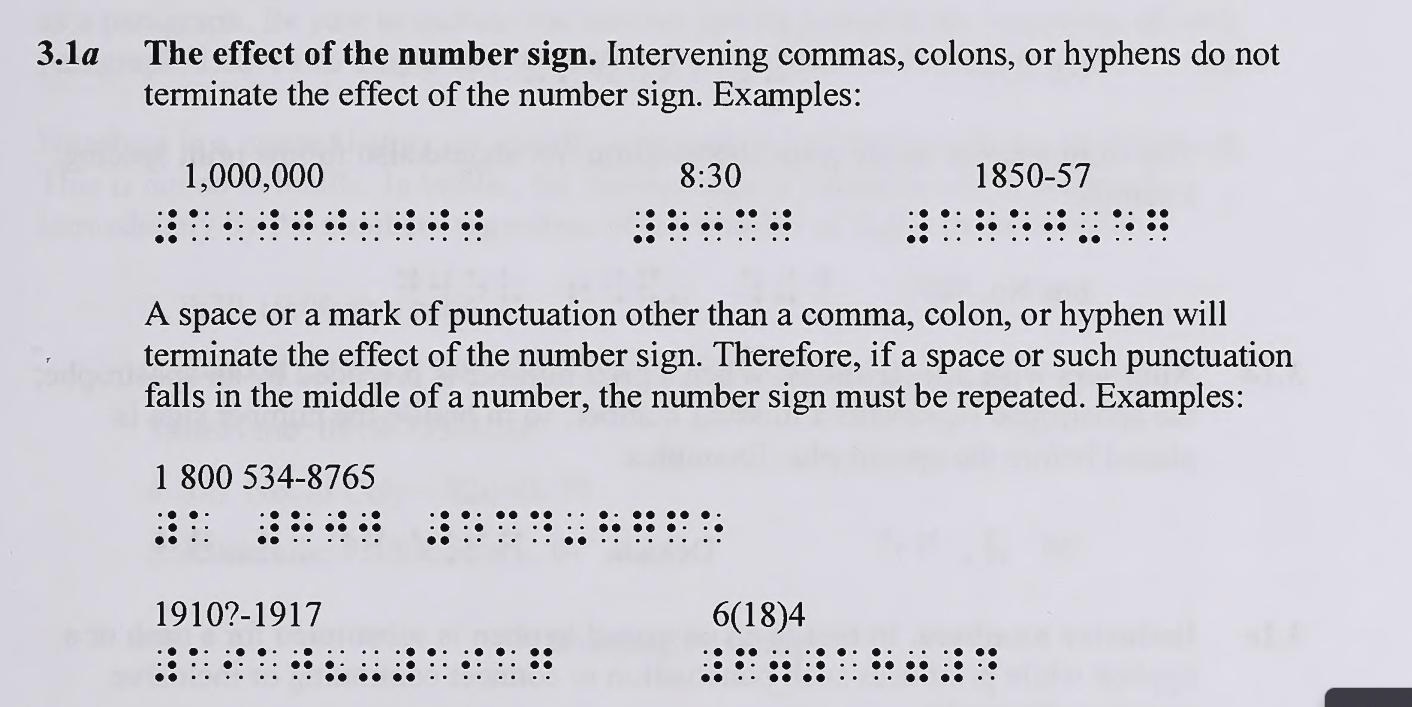 3.1a The effect of the number sign. Intervening commas, colons, or hyphens do not
terminate the effect of the number sign. Examples:
1,000,000 8:30 1850-57
⠼⠁⠂⠚⠚⠚⠂⠚⠚⠚ ⠼⠓⠒⠉⠚ ⠼⠁⠓⠑⠚⠤⠑⠛
A space or a mark of punctuation other than a comma, colon, or hyphen will
terminate the effect of the number sign. Therefore, if a space or such punctuation
falls in the middle of a number, the number sign must be repeated. Examples:
1 800 534-8765
⠼⠁ ⠼⠓⠚⠚ ⠼⠑⠉⠙⠤⠓⠛⠋⠑
1910?-1917 6(18)4
⠼⠁⠊⠁⠚⠦⠤⠼⠁⠊⠁⠛ ⠼⠋⠶⠼⠁⠓⠶⠼⠙